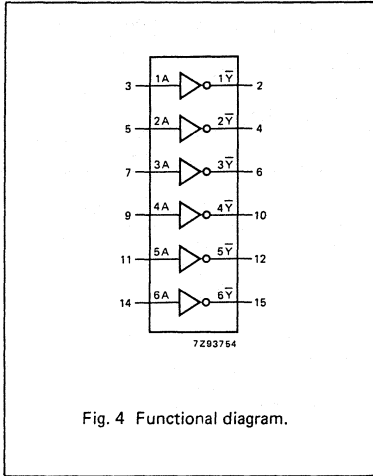 3 1A 1Y̅ 2
5 2A 2Y̅ 4
7 3A 3Y̅ 6
9 4A 4Y̅ 10
11 5A 5Y̅ 12
14 6A 6Y̅ 15
7Z93754
Fig. 4 Functional diagram.